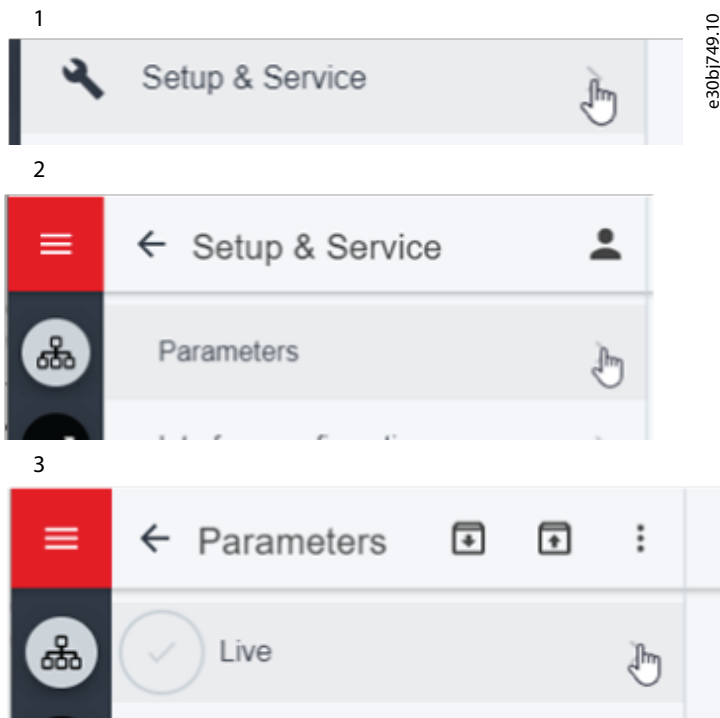 1
Setup & Service
e30bj749.10
2
Setup & Service
Parameters
3
Parameters
Live